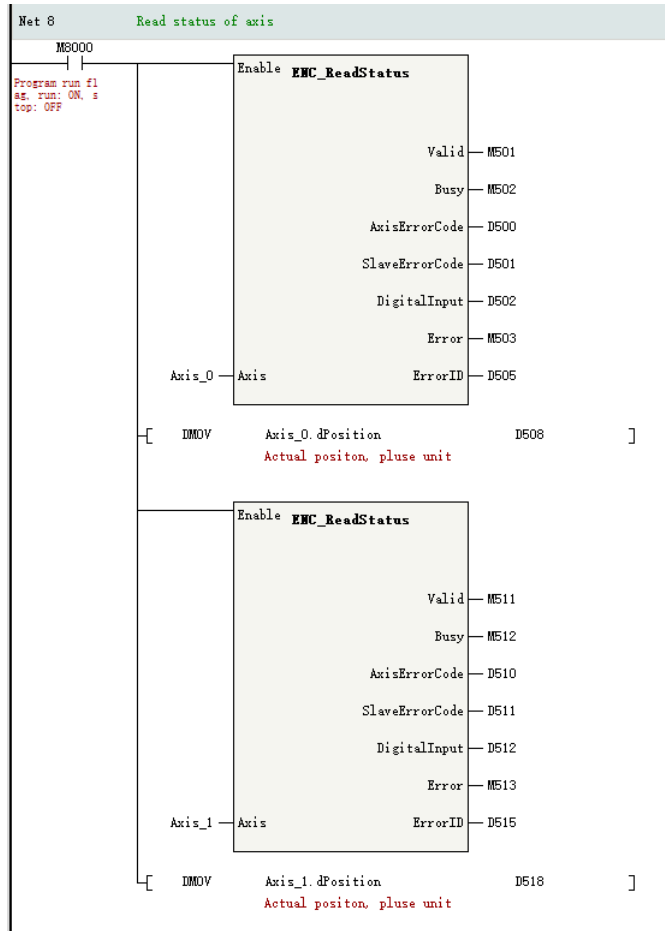 Net 8 Read status of axis
M8000
Program run fl
ag, run: ON, s
top: OFF
Enable ENC_ReadStatus
Valid M501
Busy M502
AxisErrorCode D500
SlaveErrorCode D501
DigitalInput D502
Error M503
Axis_0 Axis ErrorID D505
[ DMOV Axis_0.dPosition D508 ]
Actual positon, pluse unit
Enable ENC_ReadStatus
Valid M511
Busy M512
AxisErrorCode D510
SlaveErrorCode D511
DigitalInput D512
Error M513
Axis_1 Axis ErrorID D515
[ DMOV Axis_1.dPosition D518 ]
Actual positon, pluse unit